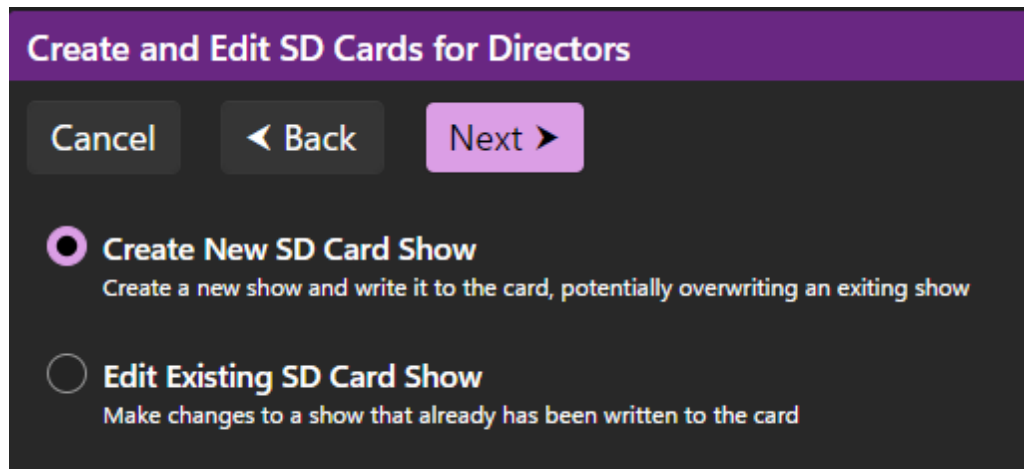 Create and Edit SD Cards for Directors
Cancel
Back
Next
Create New SD Card Show
Create a new show and write it to the card, potentially overwriting an exiting show
Edit Existing SD Card Show
Make changes to a show that already has been written to the card